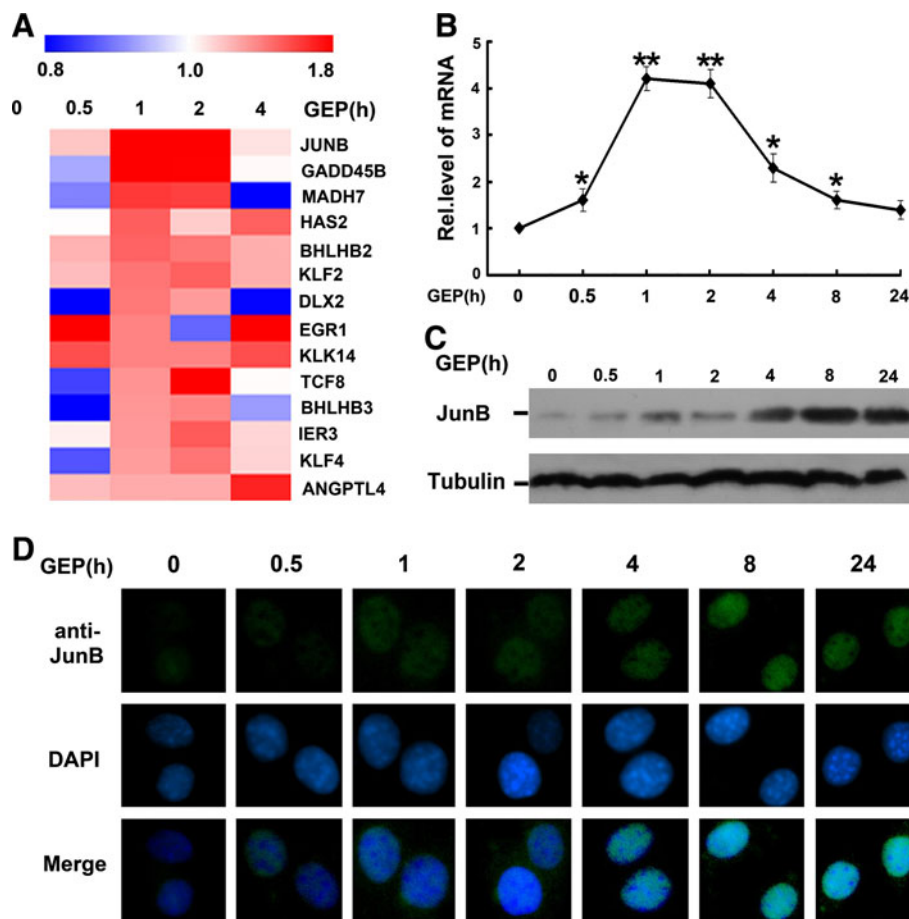 A
0.8 1.0 1.8
0 0.5 1 2 4 GEP(h)
JUNB
GADD45B
MADH7
HAS2
BHLHB2
KLF2
DLX2
EGR1
KLK14
TCF8
BHLHB3
IER3
KLF4
ANGPTL4
B
Rel.level of mRNA
5
4
3
2
1
0
* ** ** * *
GEP(h) 0 0.5 1 2 4 8 24
C
GEP(h) 0 0.5 1 2 4 8 24
JunB
Tubulin
D
GEP(h) 0 0.5 1 2 4 8 24
anti-
JunB
DAPI
Merge